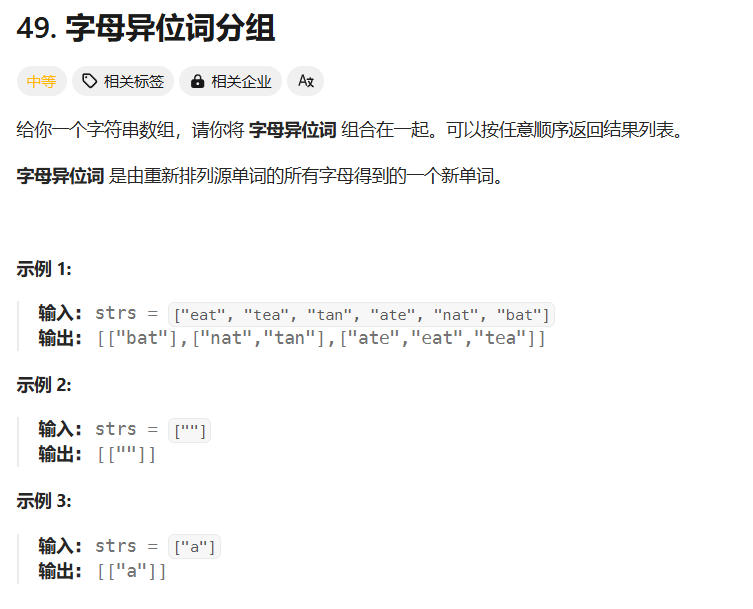 49. 字母异位词分组
中等 相关标签 相关企业 Az
给你一个字符串数组，请你将 字母异位词 组合在一起。可以按任意顺序返回结果列表。
字母异位词 是由重新排列源单词的所有字母得到的一个新单词。
示例 1:
输入: strs = ["eat", "tea", "tan", "ate", "nat", "bat"]
输出: [["bat"],["nat","tan"],["ate","eat","tea"]]
示例 2:
输入: strs = [""]
输出: [[""]]
示例 3:
输入: strs = ["a"]
输出: [["a"]]